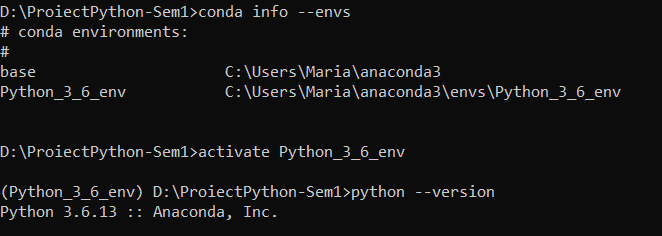 D:\ProiectPython-Sem1>conda info --envs
# conda environments:
#
base                     C:\Users\Maria\anaconda3
Python_3_6_env           C:\Users\Maria\anaconda3\envs\Python_3_6_env
D:\ProiectPython-Sem1>activate Python_3_6_env
(Python_3_6_env) D:\ProiectPython-Sem1>python --version
Python 3.6.13 :: Anaconda, Inc.